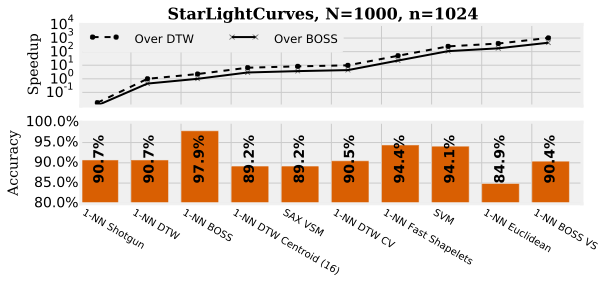 StarLightCurves, N=1000, n=1024
Speedup
10^4
10^3
10^2
10^1
10^0
10^-1
Over DTW
Over BOSS
Accuracy
100.0%
95.0%
90.0%
85.0%
80.0%
90.7%
90.7%
97.9%
89.2%
89.2%
90.5%
94.4%
94.1%
84.9%
90.4%
1-NN Shotgun
1-NN DTW
1-NN BOSS
1-NN DTW Centroid (16)
SAX VSM
1-NN DTW CV
1-NN Fast Shapelets
SVM
1-NN Euclidean
1-NN BOSS VS